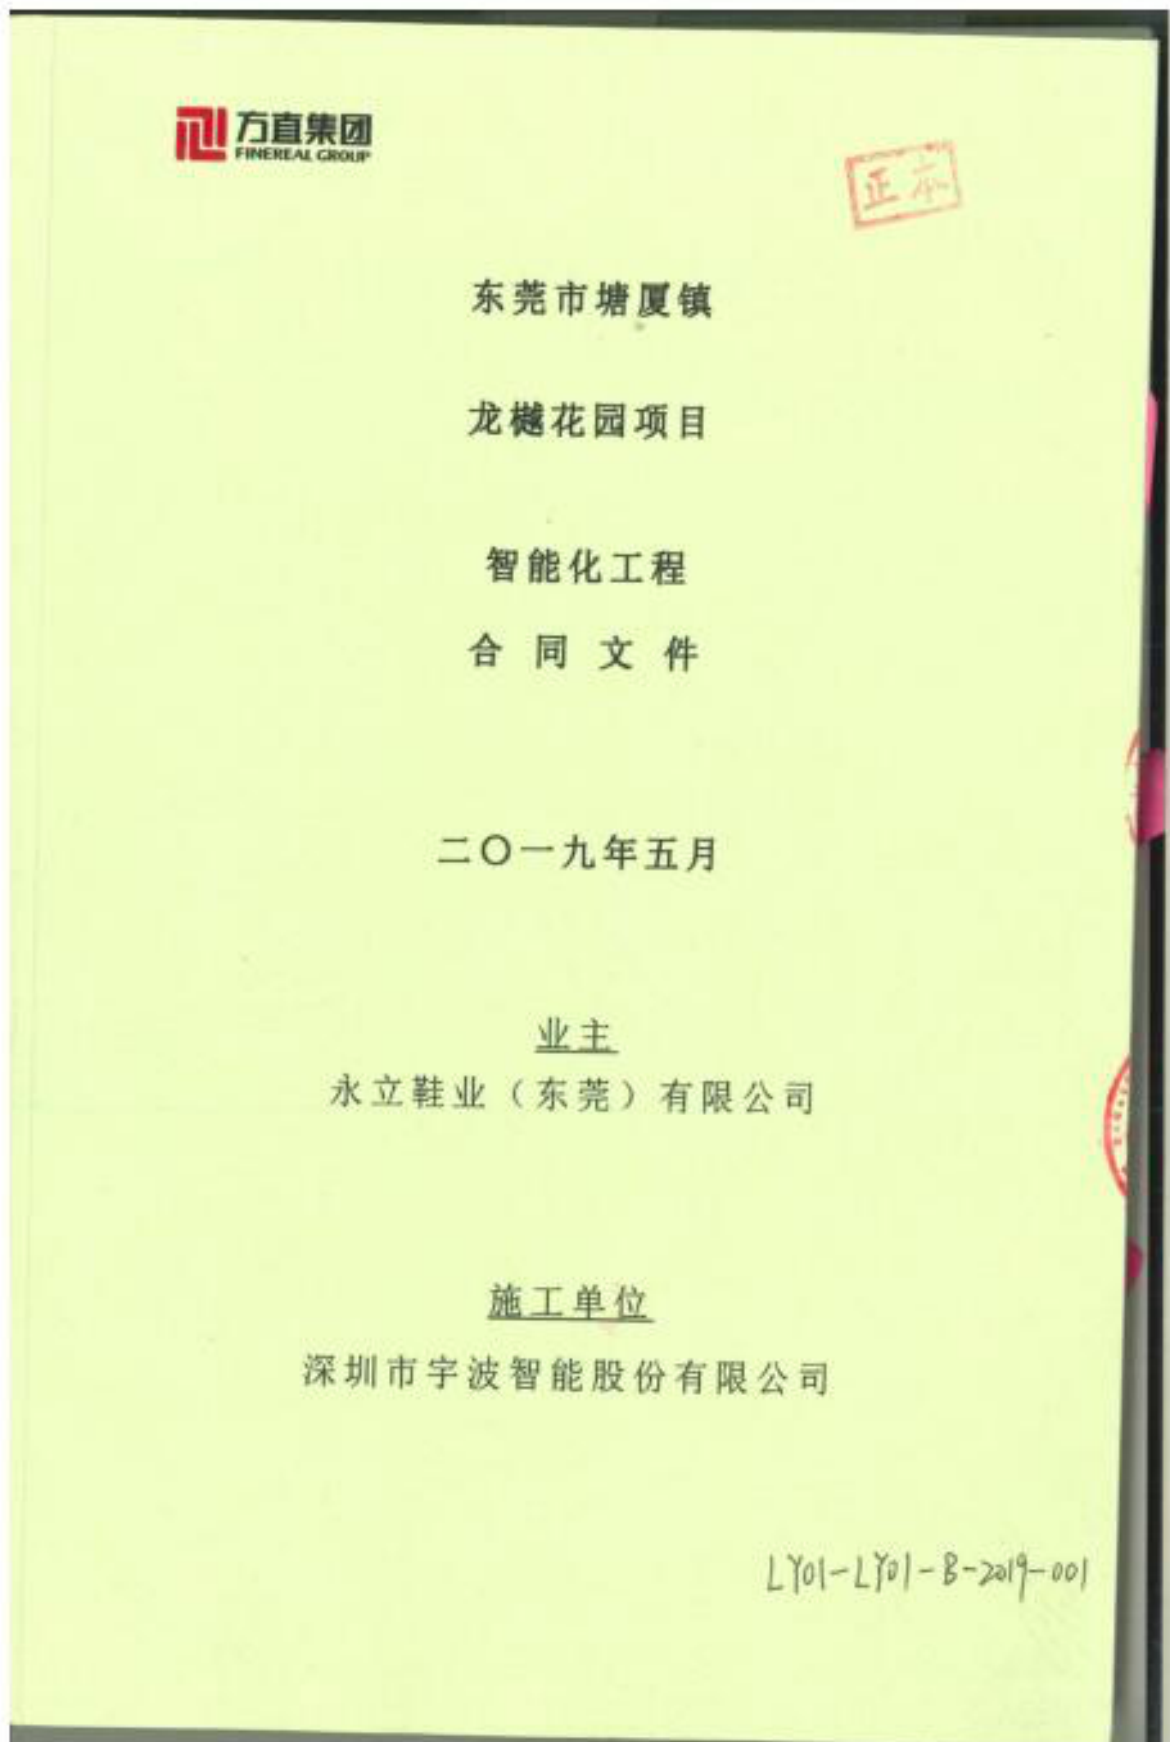 方直集团
FINEREAL GROUP
正本
东莞市塘厦镇
龙樾花园项目
智能化工程
合同文件
二〇一九年五月
业主
永立鞋业（东莞）有限公司
施工单位
深圳市宇波智能股份有限公司
LY01-LY01-B-2019-001